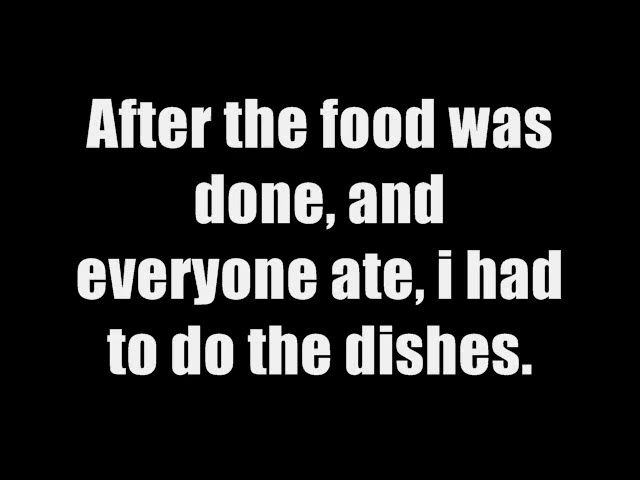 After the food was
done, and
everyone ate, i had
to do the dishes.